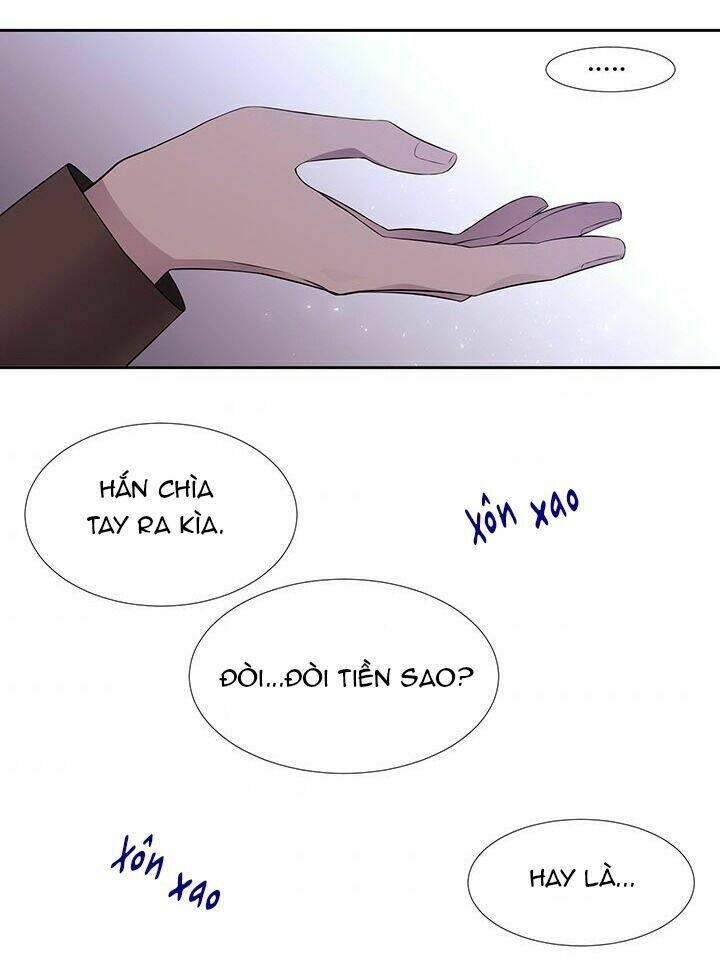 .....
HẮN CHÌA
TAY RA KÌA.
XÔN XAO
ĐÒI...ĐÒI TIỀN SAO?
XÔN
XAO
HAY LÀ...